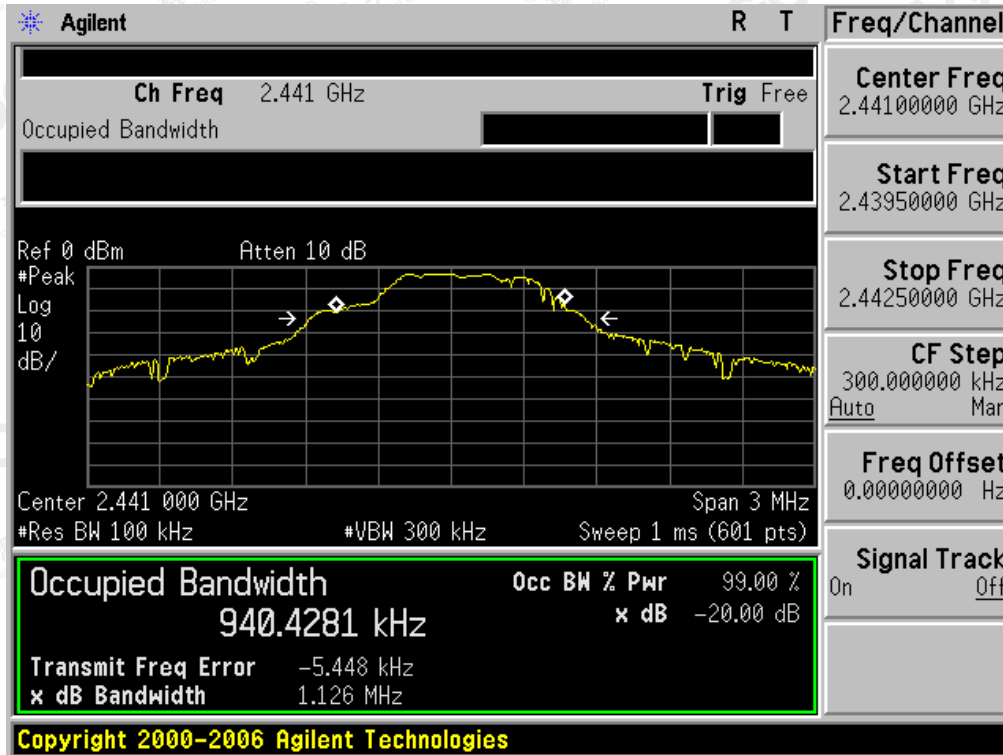 Agilent R T Freq/Channel
Ch Freq 2.441 GHz Trig Free
Occupied Bandwidth
Center Freq
2.44100000 GHz
Start Freq
2.43950000 GHz
Stop Freq
2.44250000 GHz
CF Step
300.000000 kHz
Auto Man
Freq Offset
0.00000000 Hz
Signal Track
On Off
Ref 0 dBm Atten 10 dB
#Peak
Log
10
dB/
Center 2.441 000 GHz Span 3 MHz
#Res BW 100 kHz #VBW 300 kHz Sweep 1 ms (601 pts)
Occupied Bandwidth Occ BW % Pwr 99.00 %
940.4281 kHz x dB -20.00 dB
Transmit Freq Error -5.448 kHz
x dB Bandwidth 1.126 MHz
Copyright 2000-2006 Agilent Technologies